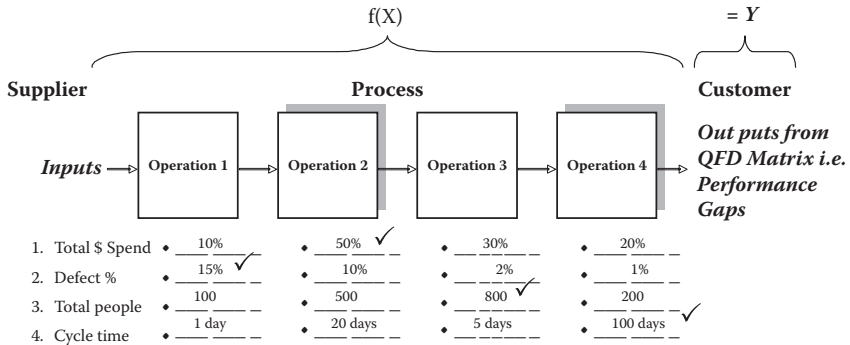 f(X)
= Y
Supplier
Process
Customer
Inputs
Operation 1
Operation 2
Operation 3
Operation 4
Out puts from
QFD Matrix i.e.
Performance
Gaps
1. Total $ Spend • 10% • 50% • 30% • 20%
2. Defect % • 15% • 10% • 2% • 1%
3. Total people • 100 • 500 • 800 • 200
4. Cycle time • 1 day • 20 days • 5 days • 100 days